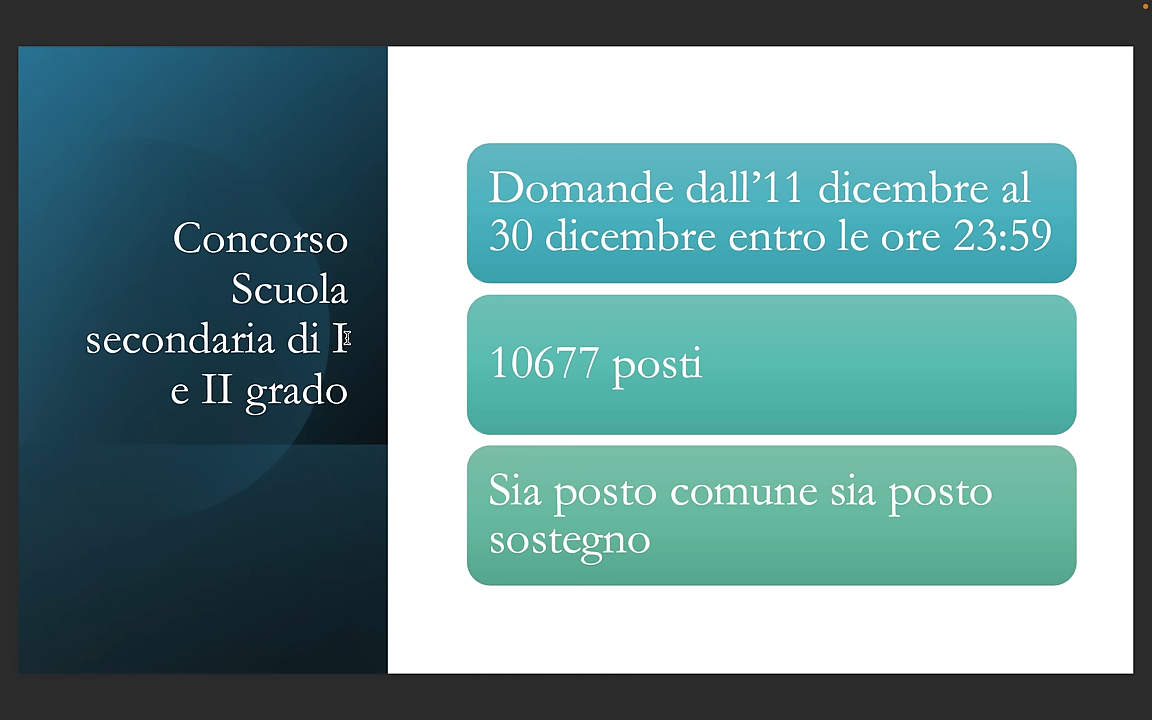 Concorso
Scuola
secondaria di I
e II grado
Domande dall’11 dicembre al
30 dicembre entro le ore 23:59
10677 posti
Sia posto comune sia posto
sostegno